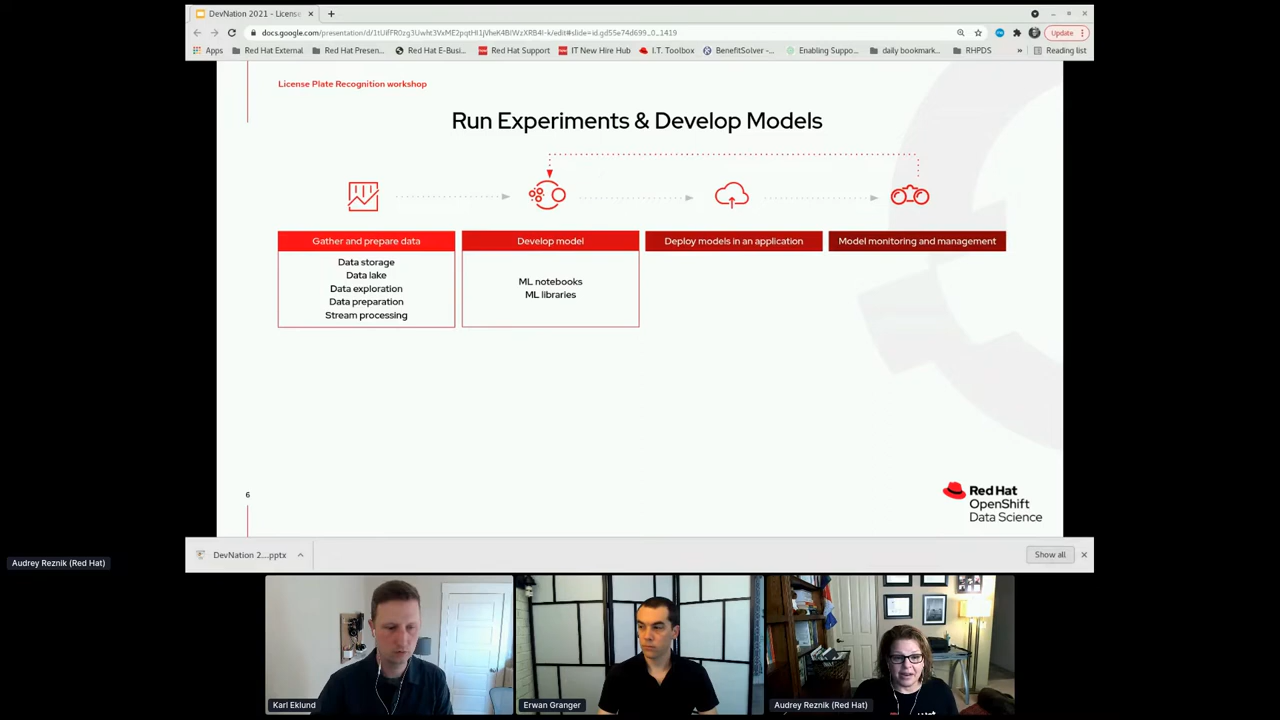 DevNation 2021 - License
docs.google.com/presentation/d/1tUifFR0zg3Uwht3VxME2pqtHl1jVheK4BIWzXRB4I-k/edit#slide=id.gd55e74d699_0_1419
Update
Apps
Red Hat External
Red Hat Presen...
Red Hat E-Busi...
Red Hat Support
IT New Hire Hub
I.T. Toolbox
BenefitSolver -...
Enabling Suppo...
daily bookmark...
RHPDS
»
Reading list
License Plate Recognition workshop
Run Experiments & Develop Models
Gather and prepare data
Data storage
Data lake
Data exploration
Data preparation
Stream processing
Develop model
ML notebooks
ML libraries
Deploy models in an application
Model monitoring and management
6
Red Hat
OpenShift
Data Science
DevNation 2....pptx
Show all
Audrey Reznik (Red Hat)
Karl Eklund
Erwan Granger
Audrey Reznik (Red Hat)